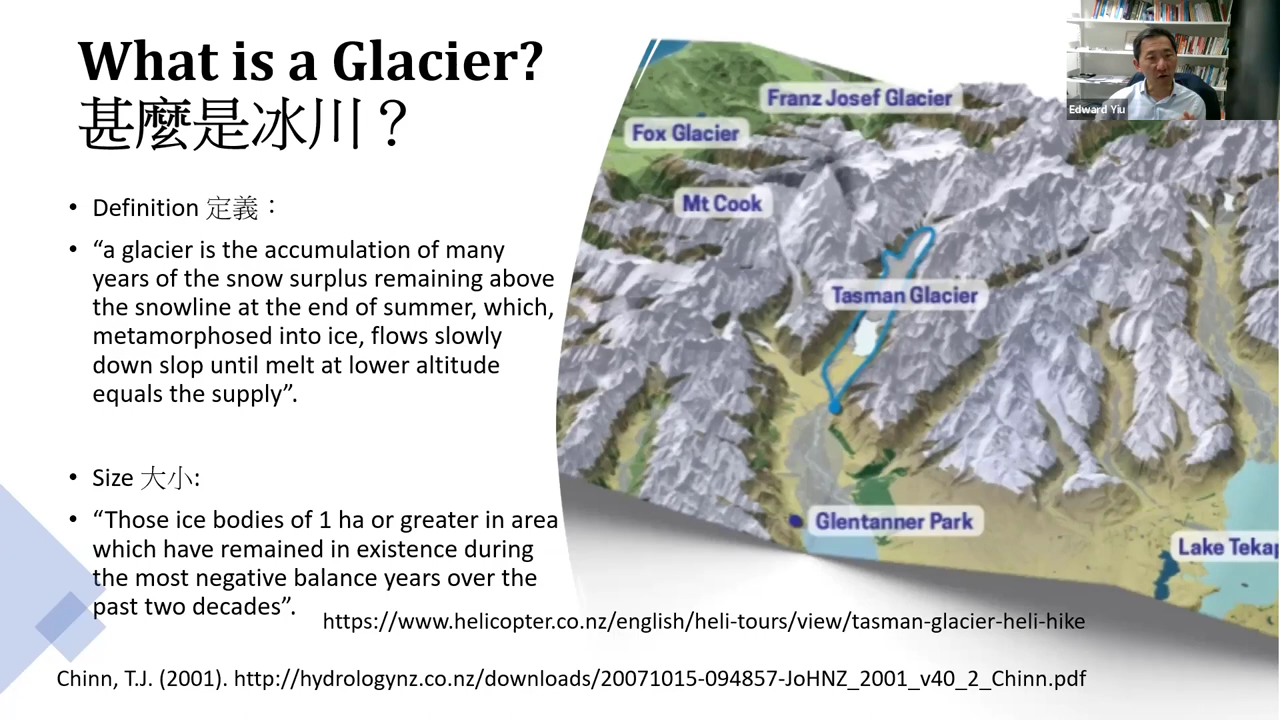 What is a Glacier?
甚麼是冰川？
• Definition 定義：
• “a glacier is the accumulation of many
years of the snow surplus remaining above
the snowline at the end of summer, which,
metamorphosed into ice, flows slowly
down slop until melt at lower altitude
equals the supply”.
• Size 大小:
• “Those ice bodies of 1 ha or greater in area
which have remained in existence during
the most negative balance years over the
past two decades”.
https://www.helicopter.co.nz/english/heli-tours/view/tasman-glacier-heli-hike
Chinn, T.J. (2001). http://hydrologynz.co.nz/downloads/20071015-094857-JoHNZ_2001_v40_2_Chinn.pdf
Franz Josef Glacier
Fox Glacier
Mt Cook
Tasman Glacier
Glentanner Park
Lake Tekap
Edward Yiu